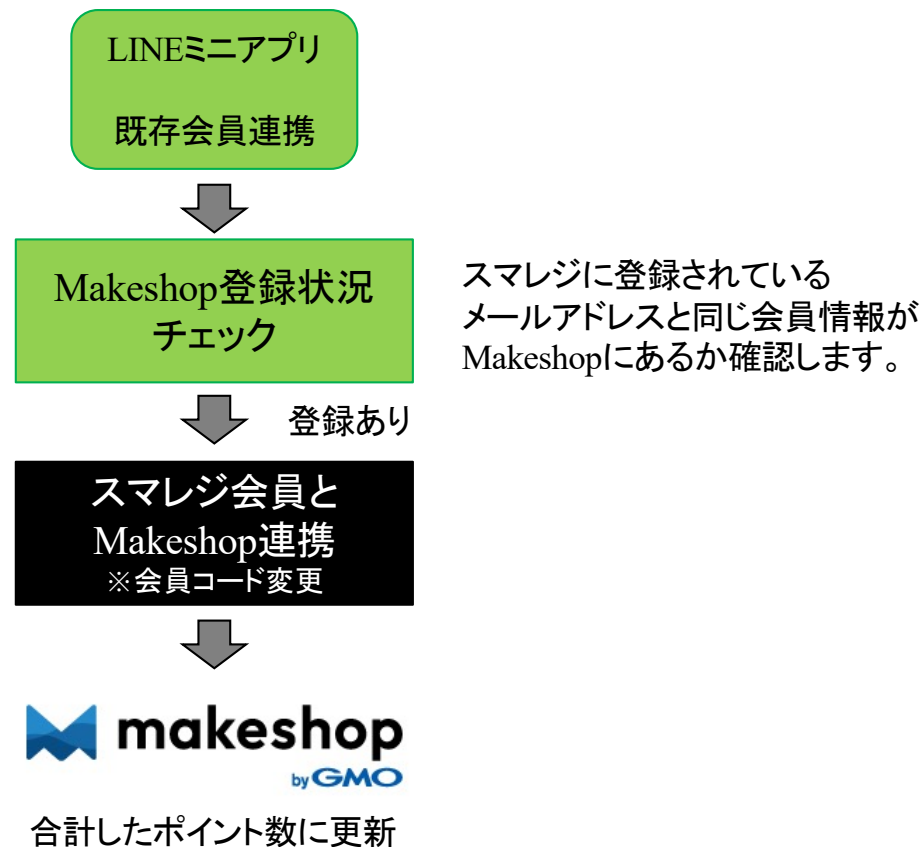 LINEミニアプリ
既存会員連携
Makeshop登録状況
チェック
スマレジに登録されている
メールアドレスと同じ会員情報が
Makeshopにあるか確認します。
登録あり
スマレジ会員と
Makeshop連携
※会員コード変更
makeshop
byGMO
合計したポイント数に更新